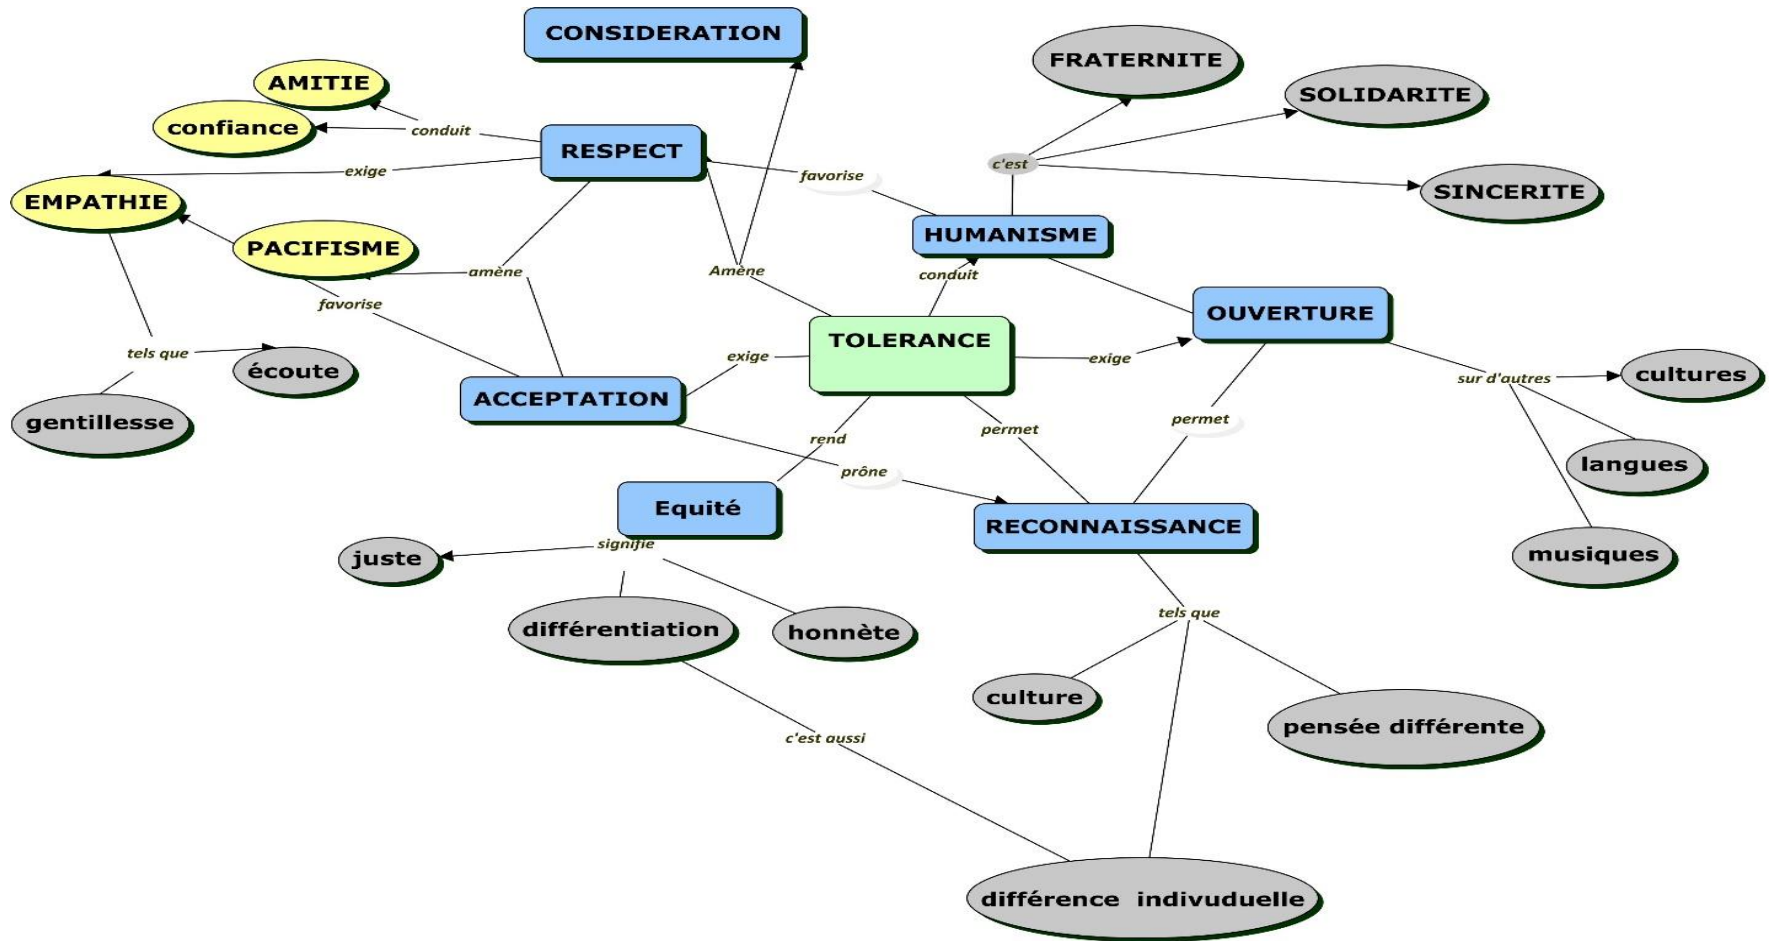 CONSIDERATION
FRATERNITE
AMITIE
SOLIDARITE
confiance
conduit
RESPECT
c'est
exige
favorise
SINCERITE
EMPATHIE
HUMANISME
PACIFISME
amène
Amène
conduit
favorise
OUVERTURE
TOLERANCE
tels que
exige
exige
écoute
sur d'autres
cultures
ACCEPTATION
gentillesse
permet
permet
rend
langues
prône
Equité
RECONNAISSANCE
signifie
juste
musiques
tels que
différentiation
honnète
culture
pensée différente
c'est aussi
différence indivuduelle